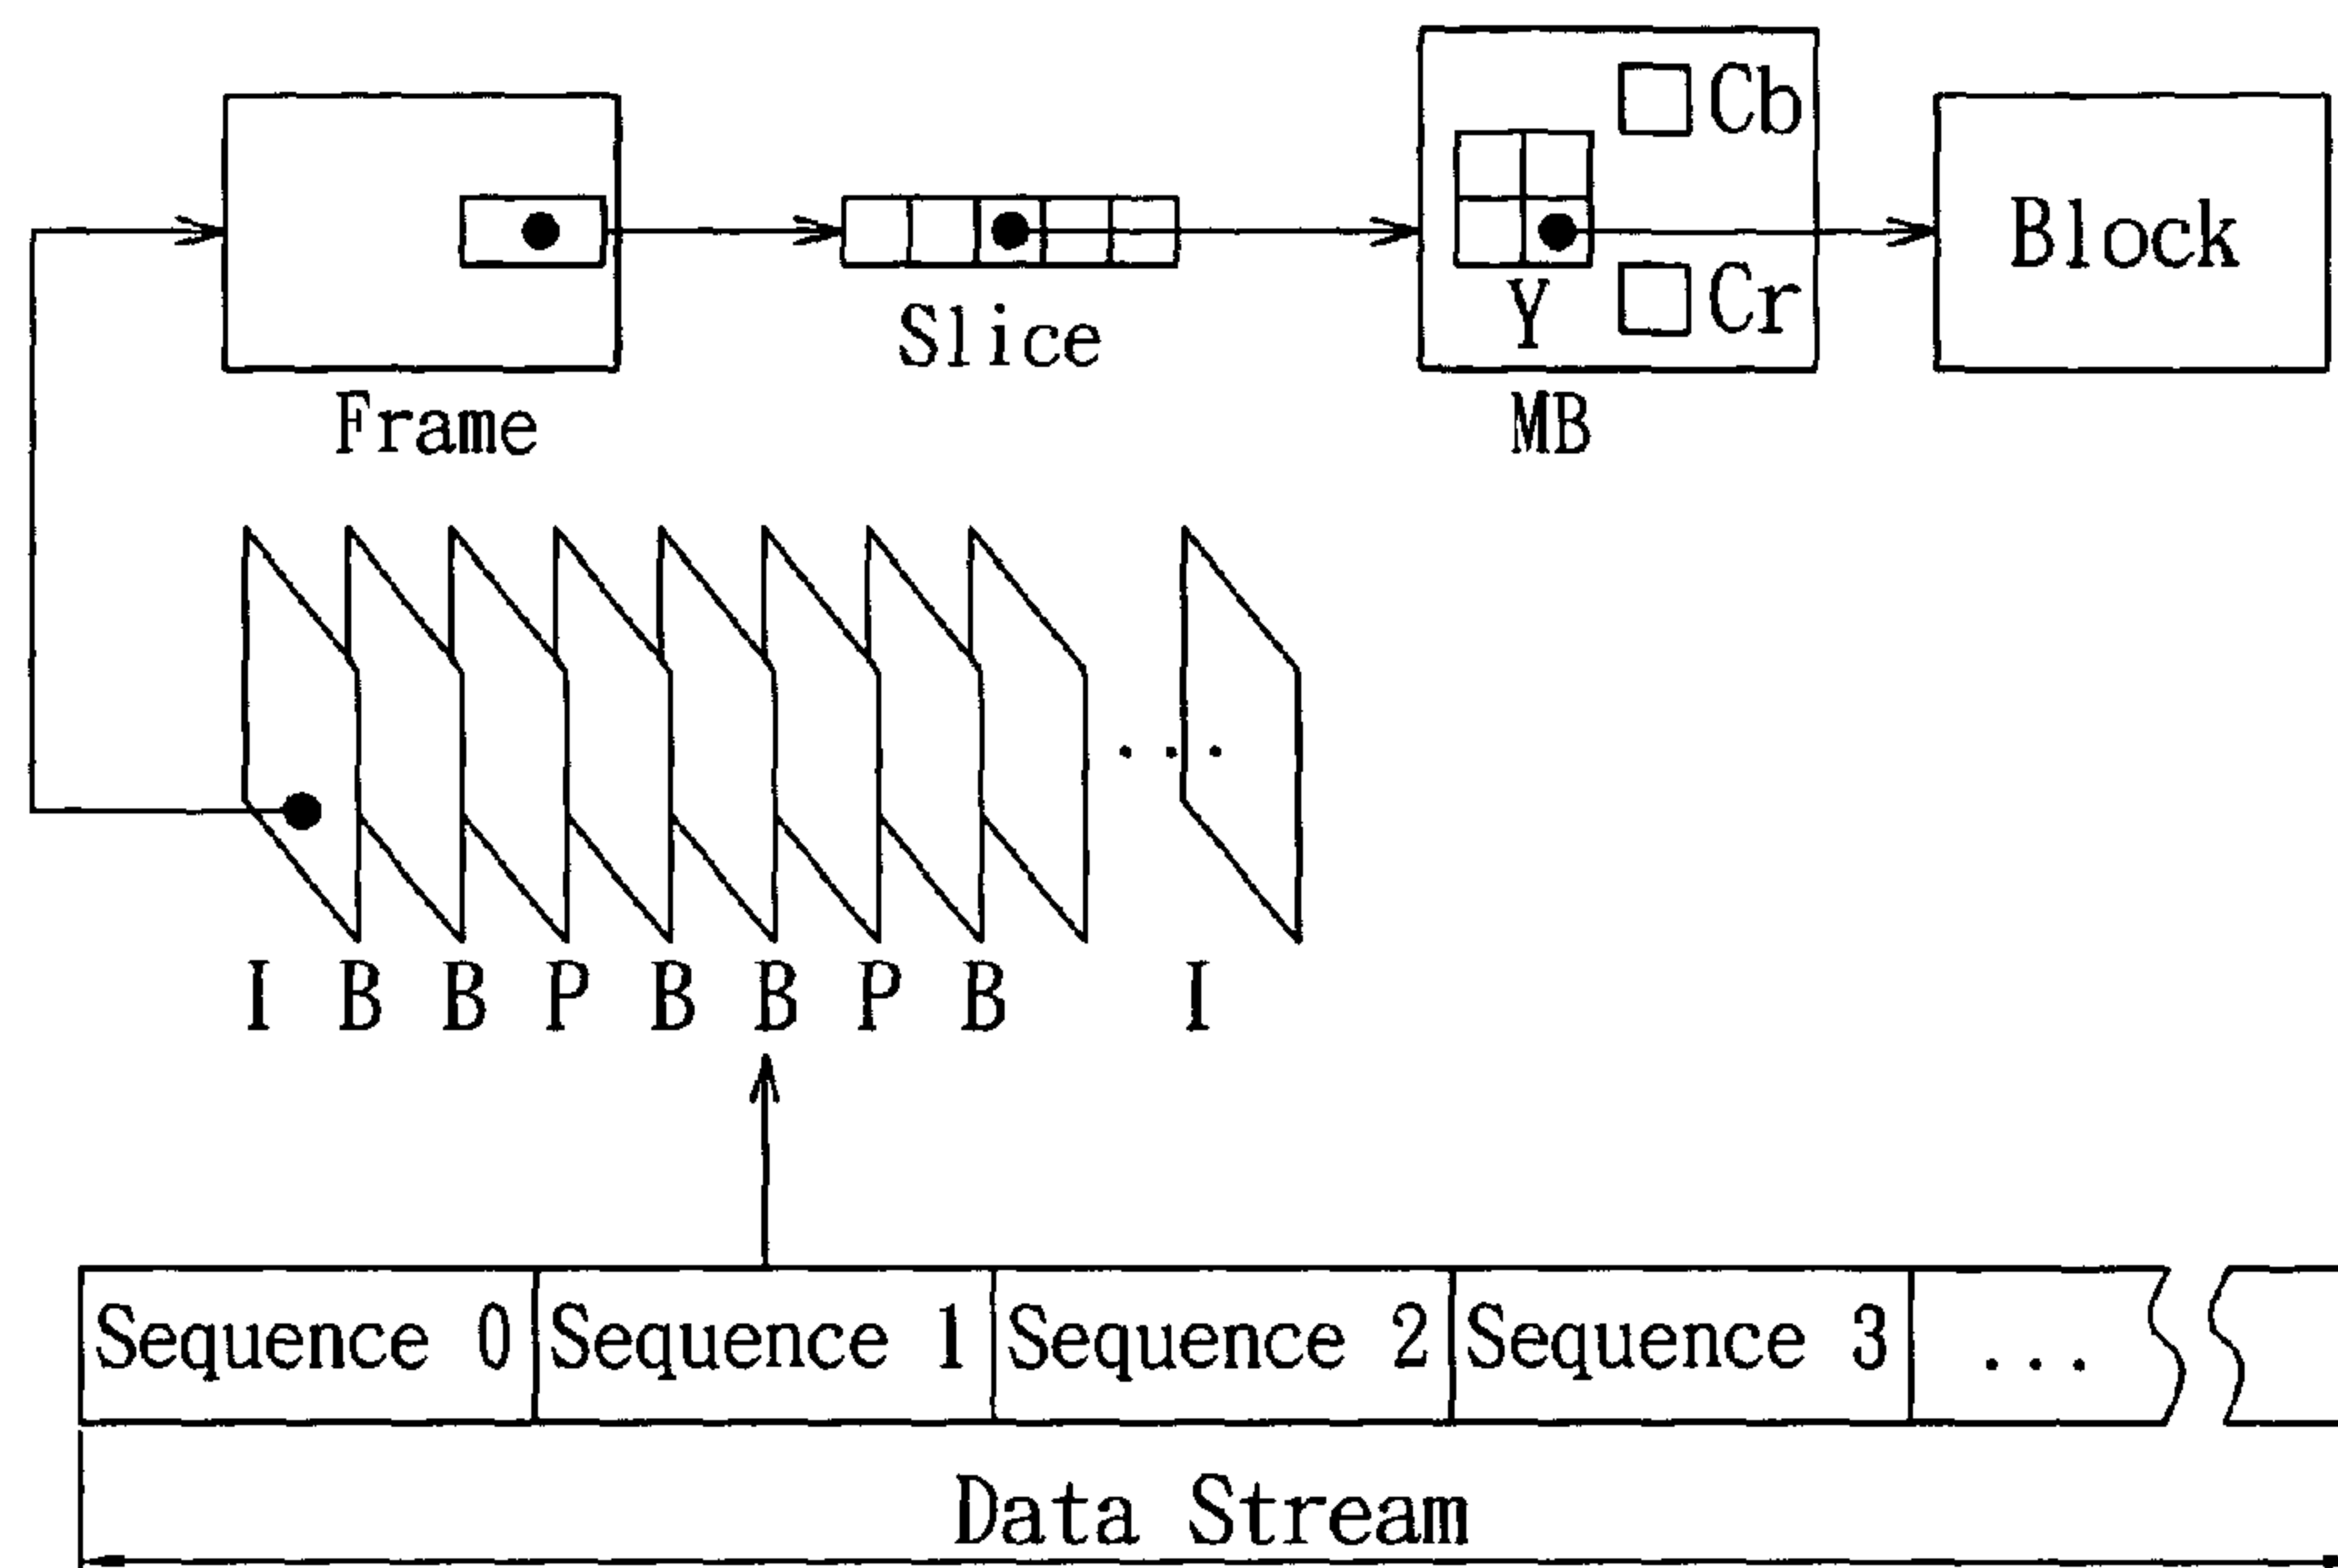 Cb
Y
Cr
Block
Slice
Frame
MB
I B B P B B P B ... I
Sequence 0 Sequence 1 Sequence 2 Sequence 3 ...
Data Stream